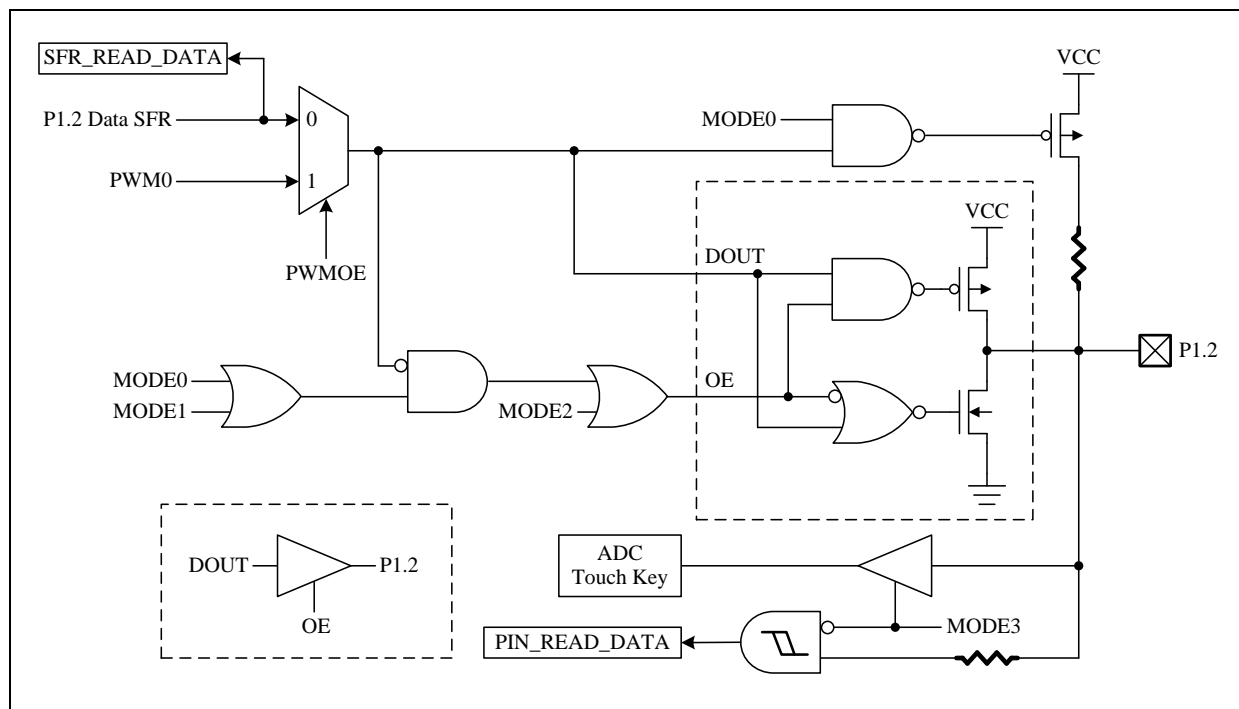 SFR_READ_DATA
VCC
P1.2 Data SFR
0
MODE0
PWM0
1
VCC
PWMOE
DOUT
P1.2
MODE0
OE
MODE1
MODE2
ADC
Touch Key
DOUT
P1.2
OE
MODE3
PIN_READ_DATA